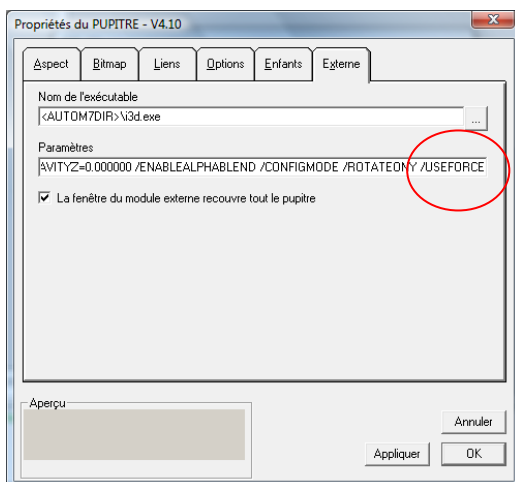 Propriétés du PUPITRE - V4.10
Aspect Bitmap Liens Options Enfants Externe
Nom de l'exécutable
<AUTOM7DIR>\i3d.exe
...
Paramètres
AVITYZ=0.000000 /ENABLEALPHABLEND /CONFIGMODE /ROTATEONY /USEFORCE
La fenêtre du module externe recouvre tout le pupitre
Aperçu
Annuler
Appliquer OK